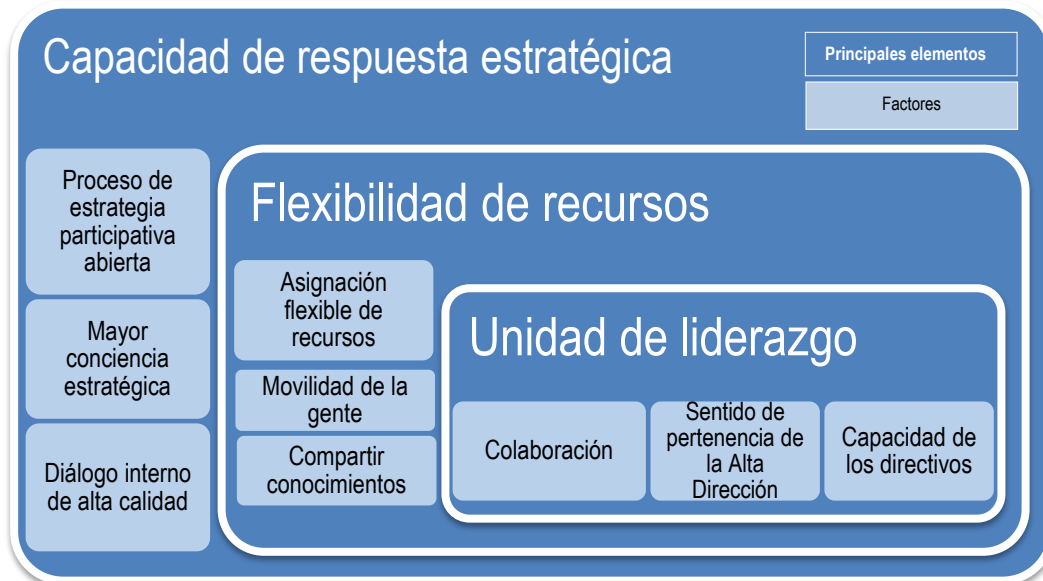 Capacidad de respuesta estratégica
Principales elementos
Factores
Proceso de
estrategia
participativa
abierta
Mayor
conciencia
estratégica
Diálogo interno
de alta calidad
Flexibilidad de recursos
Asignación
flexible de
recursos
Movilidad de la
gente
Compartir
conocimientos
Unidad de liderazgo
Colaboración
Sentido de
pertenencia de
la Alta
Dirección
Capacidad de
los directivos